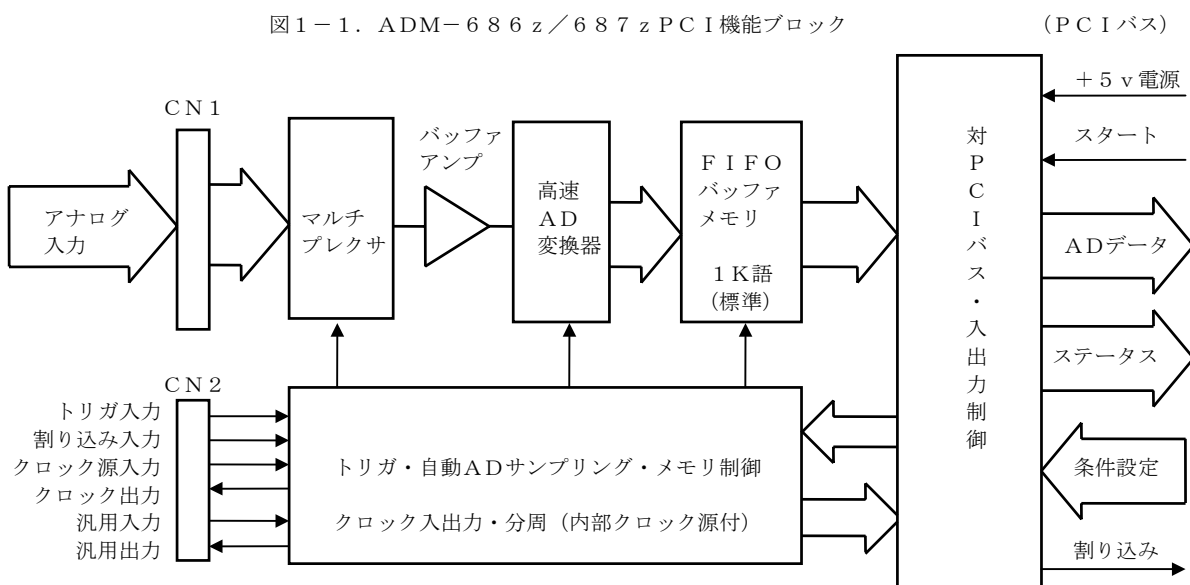 図1-1．ADM-686z／687zPCI機能ブロック
(PCIバス)
CN1
アナログ
入力
マルチ
プレクサ
バッファ
アンプ
高速
AD
変換器
FIFO
バッファ
メモリ
1K語
(標準)
対PCIバス・入出力制御
+5v電源
スタート
ADデータ
ステータス
条件設定
割り込み
CN2
トリガ入力
割り込み入力
クロック源入力
クロック出力
汎用入力
汎用出力
トリガ・自動ADサンプリング・メモリ制御
クロック入出力・分周（内部クロック源付）